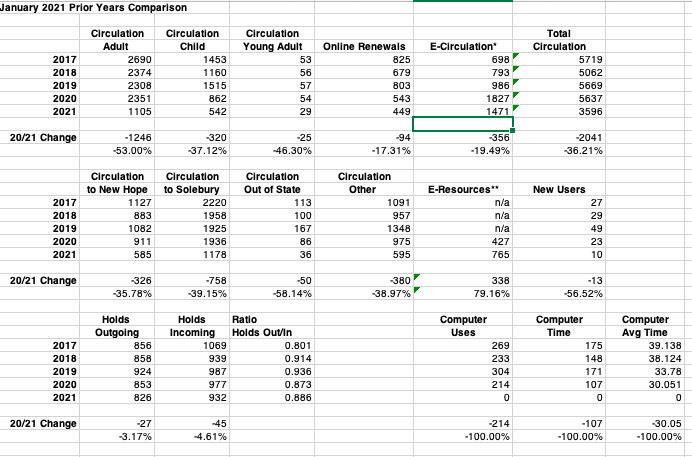 January 2021 Prior Years Comparison
Circulation Circulation Circulation Total
Adult Child Young Adult Online Renewals E-Circulation* Circulation
2017 2690 1453 53 825 698 5719
2018 2374 1160 56 679 793 5062
2019 2308 1515 57 803 986 5669
2020 2351 862 54 543 1827 5637
2021 1105 542 29 449 1471 3596
20/21 Change -1246 -320 -25 -94 -356 -2041
-53.00% -37.12% -46.30% -17.31% -19.49% -36.21%
Circulation Circulation Circulation Circulation
to New Hope to Solebury Out of State Other E-Resources** New Users
2017 1127 2220 113 1091 n/a 27
2018 883 1958 100 957 n/a 29
2019 1082 1925 167 1348 n/a 49
2020 911 1936 86 975 427 23
2021 585 1178 36 595 765 10
20/21 Change -326 -758 -50 -380 338 -13
-35.78% -39.15% -58.14% -38.97% 79.16% -56.52%
Holds Holds Ratio Computer Computer Computer
Outgoing Incoming Holds Out/In Uses Time Avg Time
2017 856 1069 0.801 269 175 39.138
2018 858 939 0.914 233 148 38.124
2019 924 987 0.936 304 171 33.78
2020 853 977 0.873 214 107 30.051
2021 826 932 0.886 0 0 0
20/21 Change -27 -45 -214 -107 -30.05
-3.17% -4.61% -100.00% -100.00% -100.00%